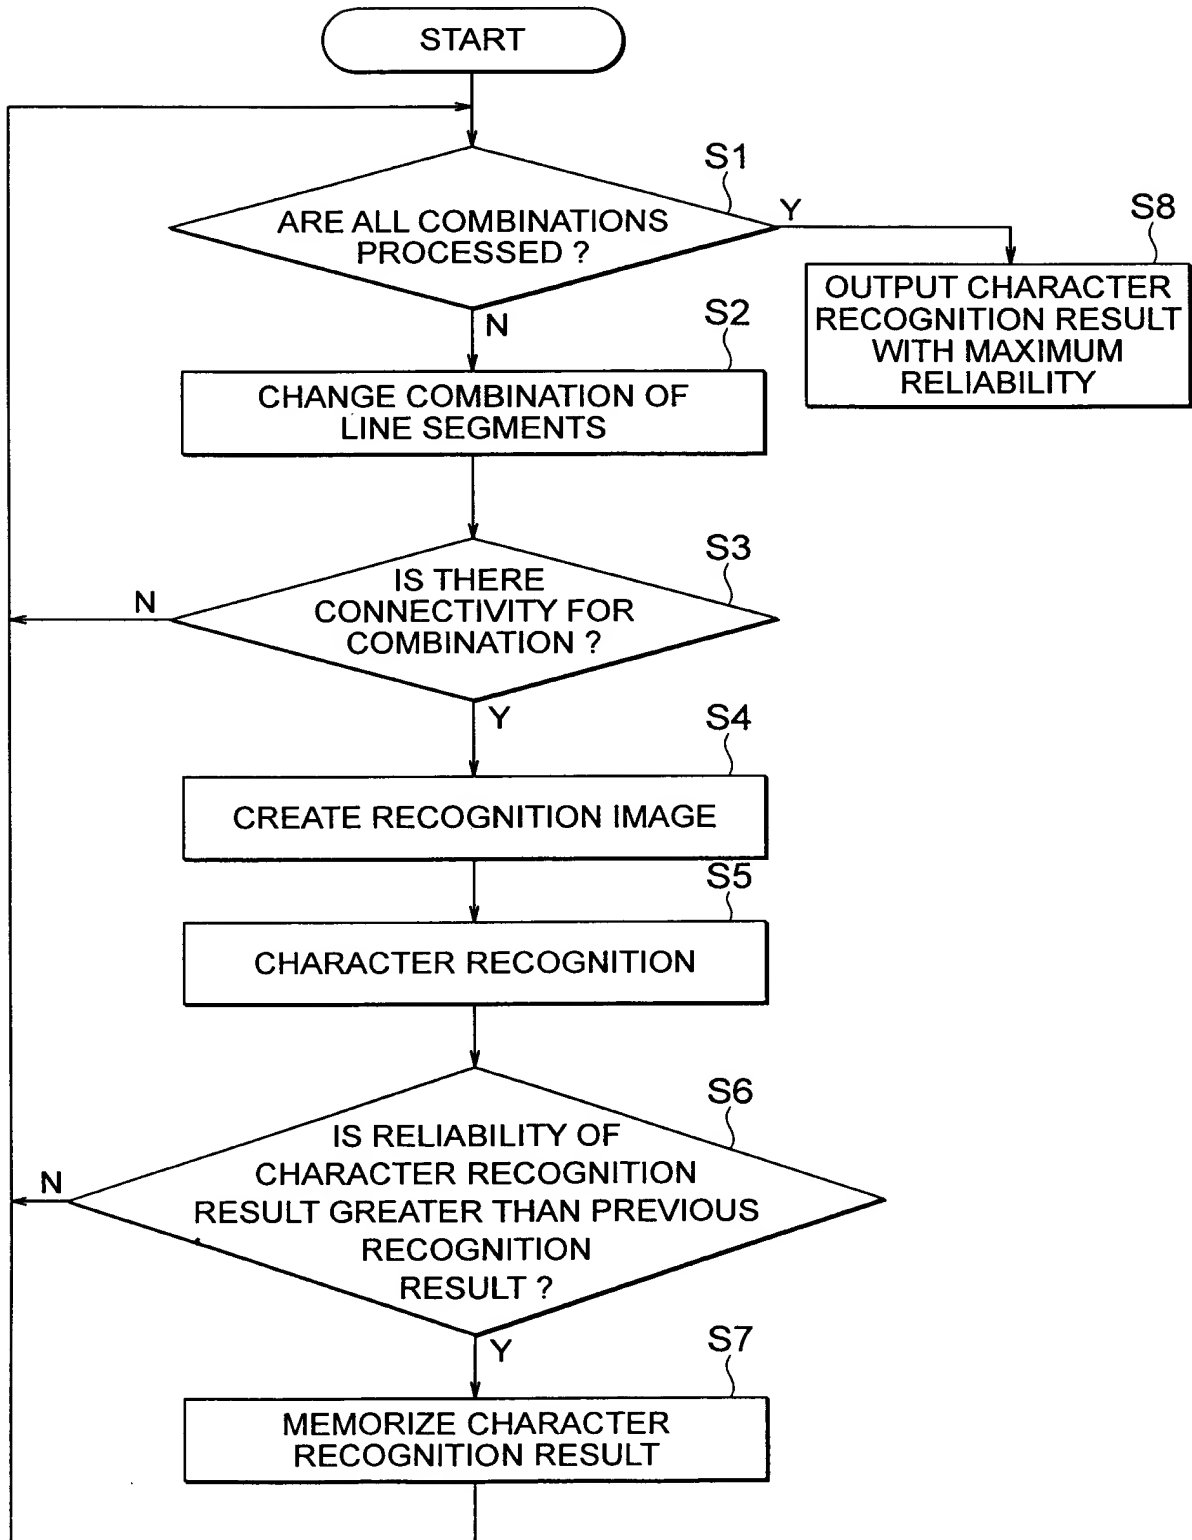 START
S1
ARE ALL COMBINATIONS
PROCESSED ?
Y
N
S8
OUTPUT CHARACTER
RECOGNITION RESULT
WITH MAXIMUM
RELIABILITY
S2
CHANGE COMBINATION OF
LINE SEGMENTS
S3
IS THERE
CONNECTIVITY FOR
COMBINATION ?
N
Y
S4
CREATE RECOGNITION IMAGE
S5
CHARACTER RECOGNITION
S6
IS RELIABILITY OF
CHARACTER RECOGNITION
RESULT GREATER THAN PREVIOUS
RECOGNITION
RESULT ?
N
Y
S7
MEMORIZE CHARACTER
RECOGNITION RESULT